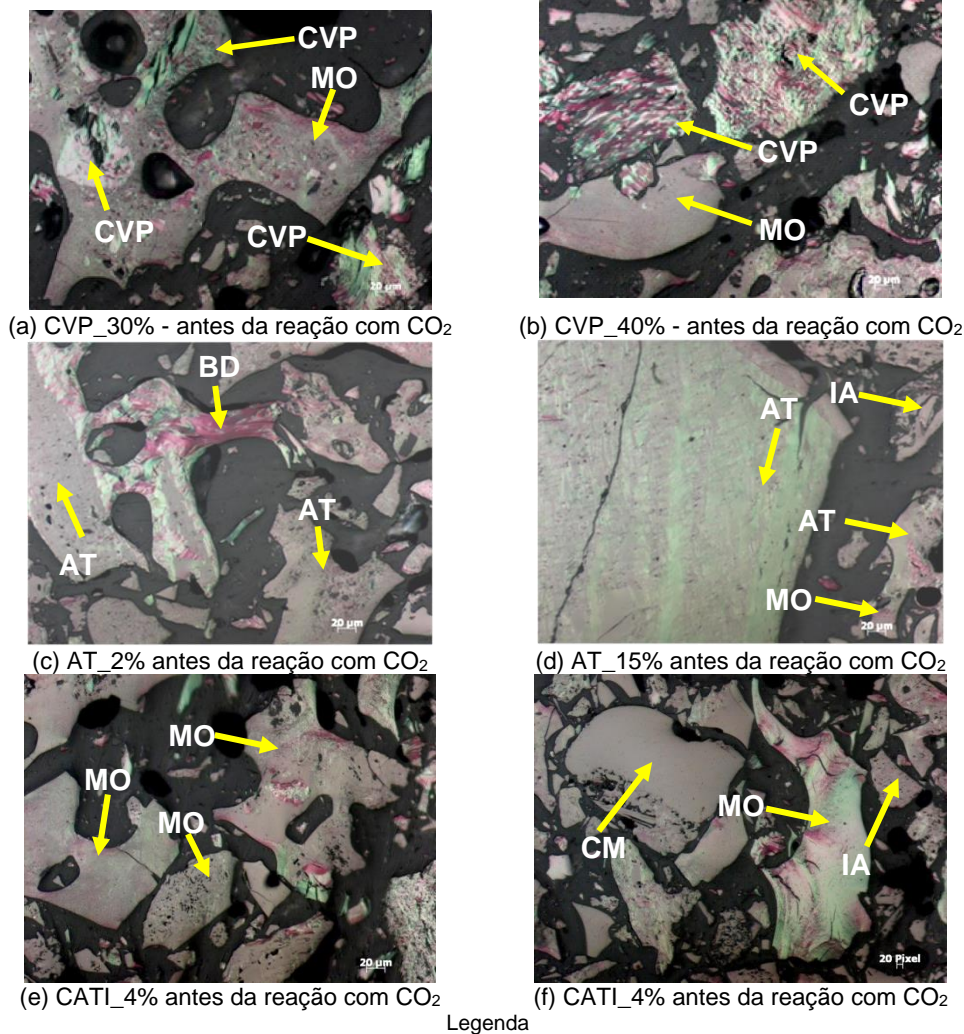 CVP
MO
CVP
CVP
20 µm
CVP
CVP
MO
20 µm
(a) CVP_30% - antes da reação com CO₂
(b) CVP_40% - antes da reação com CO₂
BD
AT
AT
20 µm
IA
AT
AT
MO
20 µm
(c) AT_2% antes da reação com CO₂
(d) AT_15% antes da reação com CO₂
MO
MO
MO
20 µm
MO
CM
IA
20 Pixel
(e) CATI_4% antes da reação com CO₂
(f) CATI_4% antes da reação com CO₂
Legenda